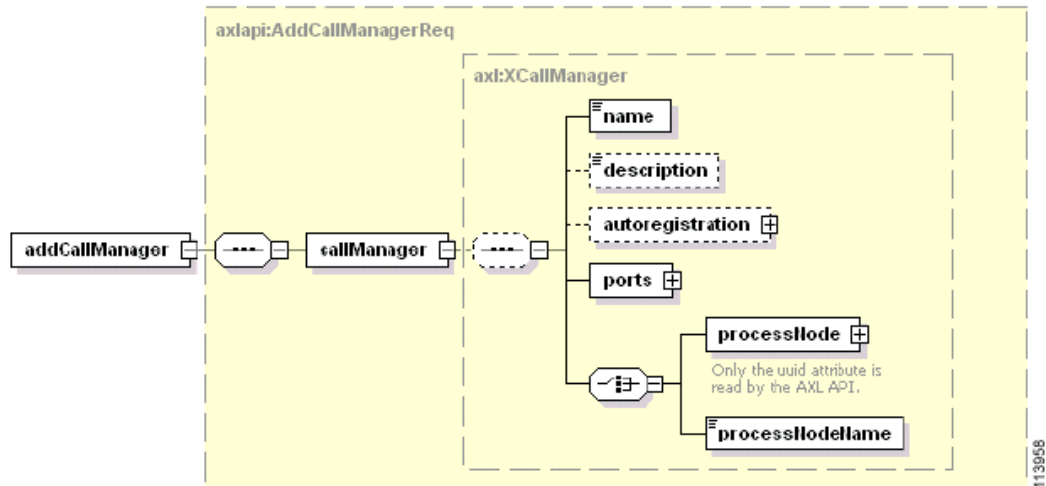 axlapi:AddCallManagerReq
axl:XCallManager
name
description
autoregistration
addCallManager
callManager
ports
processNode
Only the uuid attribute is
read by the AXL API.
processNodeName
113958